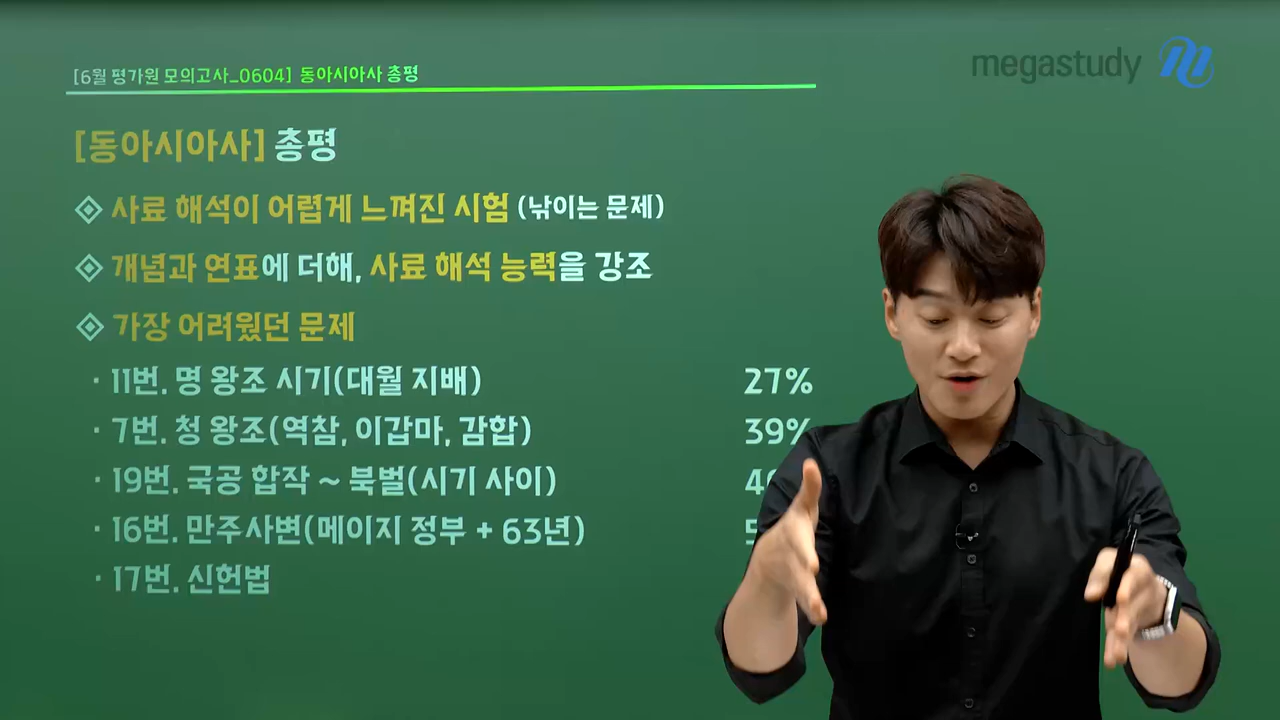 [6월 평가원 모의고사_0604] 동아시아사 총평
megastudy
[동아시아사] 총평
사료 해석이 어렵게 느껴진 시험 (낚이는 문제)
개념과 연표에 더해, 사료 해석 능력을 강조
가장 어려웠던 문제
· 11번. 명 왕조 시기(대월 지배) 27%
· 7번. 청 왕조(역참, 이갑마, 감합) 39%
· 19번. 국공 합작 ~ 북벌(시기 사이)
· 16번. 만주사변(메이지 정부 + 63년)
· 17번. 신헌법